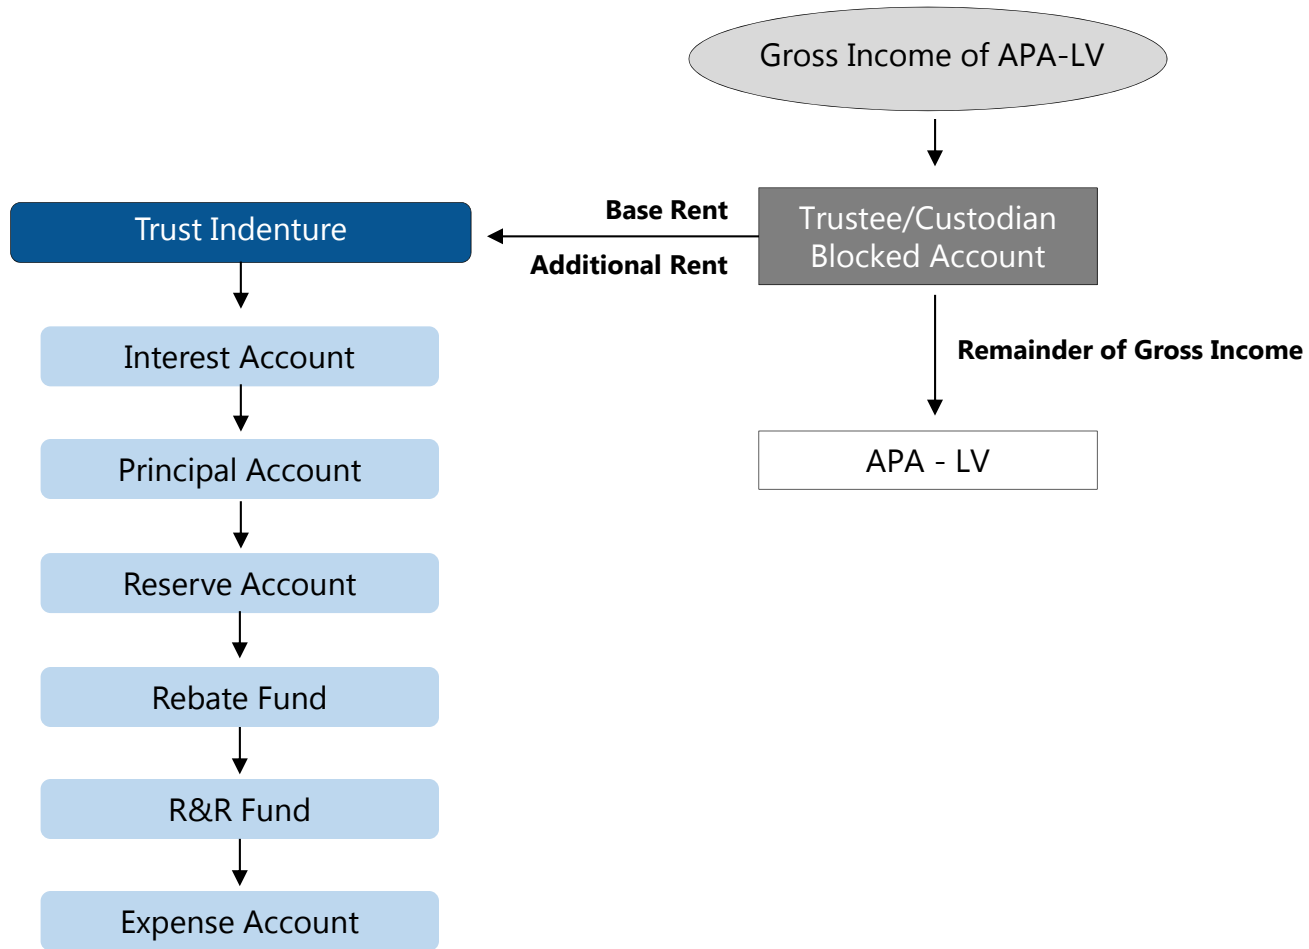 Gross Income of APA-LV
Trustee/Custodian
Blocked Account
Base Rent
Additional Rent
Trust Indenture
Remainder of Gross Income
APA - LV
Interest Account
Principal Account
Reserve Account
Rebate Fund
R&R Fund
Expense Account